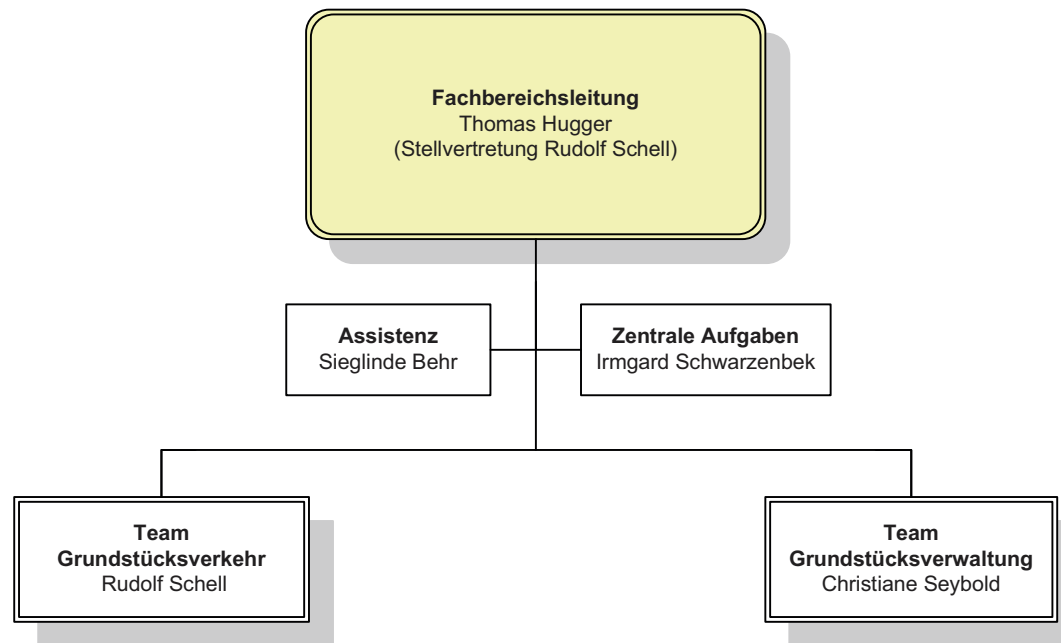 Fachbereichsleitung
Thomas Hugger
(Stellvertretung Rudolf Schell)
Assistenz
Sieglinde Behr
Zentrale Aufgaben
Irmgard Schwarzenbek
Team
Grundstücksverkehr
Rudolf Schell
Team
Grundstücksverwaltung
Christiane Seybold